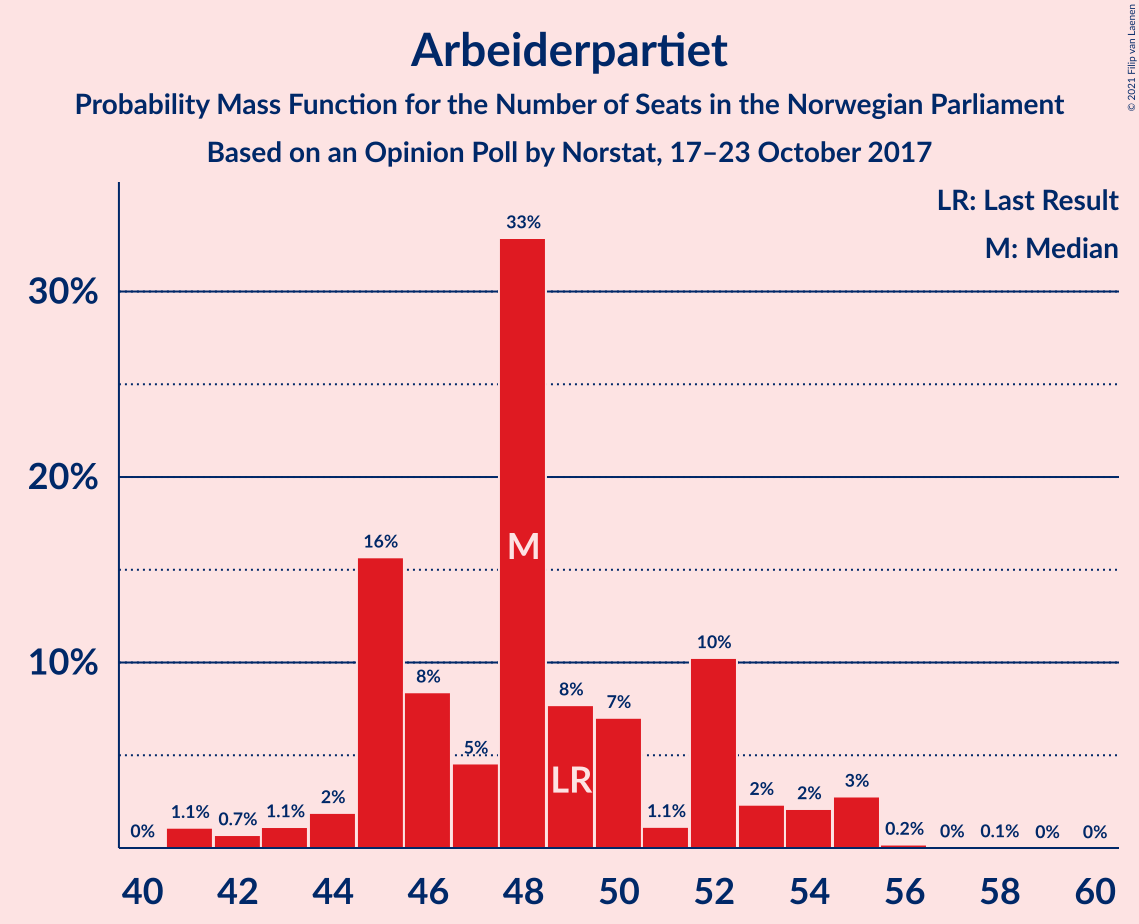 Arbeiderpartiet
Probability Mass Function for the Number of Seats in the Norwegian Parliament
Based on an Opinion Poll by Norstat, 17–23 October 2017
© 2021 Filip van Laenen
LR: Last Result
M: Median
30%
20%
10%
0%
1.1%
0.7%
1.1%
2%
16%
8%
5%
33%
8%
7%
1.1%
10%
2%
2%
3%
0.2%
0%
0.1%
0%
0%
M
LR
40 42 44 46 48 50 52 54 56 58 60